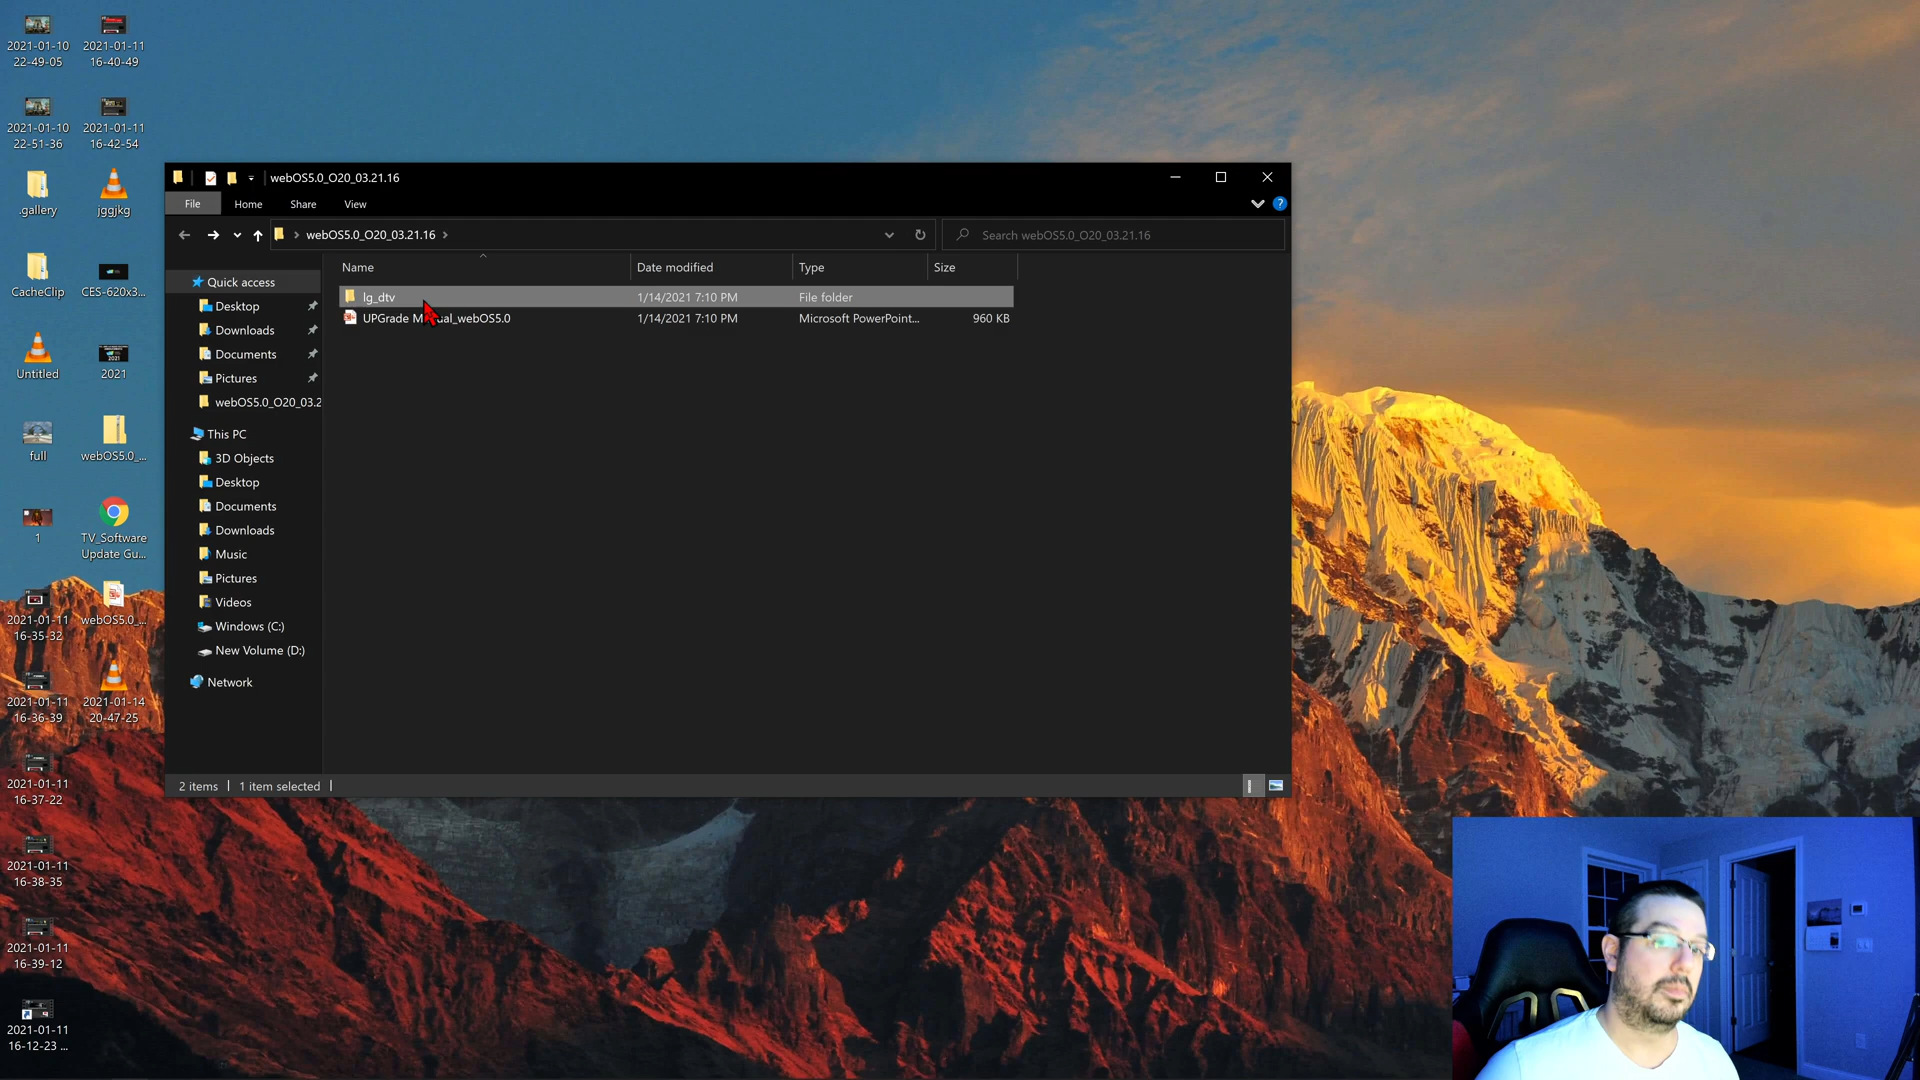 2021-01-10
22-49-05
2021-01-11
16-40-49
2021-01-10
22-51-36
2021-01-11
16-42-54
.gallery
jggjkg
CacheClip
CES-620x3...
Untitled
2021
full
webOS5.0_...
1
TV_Software
Update Gu...
2021-01-11
16-35-32
webOS5.0_...
2021-01-11
16-36-39
2021-01-14
20-47-25
2021-01-11
16-37-22
2021-01-11
16-38-35
2021-01-11
16-39-12
2021-01-11
16-12-23 ...
webOS5.0_O20_03.21.16
File Home Share View
webOS5.0_O20_03.21.16
Search webOS5.0_O20_03.21.16
Name Date modified Type Size
lg_dtv 1/14/2021 7:10 PM File folder
UPGrade M al_webOS5.0 1/14/2021 7:10 PM Microsoft PowerPoint... 960 KB
Quick access
Desktop
Downloads
Documents
Pictures
webOS5.0_O20_03.2
This PC
3D Objects
Desktop
Documents
Downloads
Music
Pictures
Videos
Windows (C:)
New Volume (D:)
Network
2 items 1 item selected